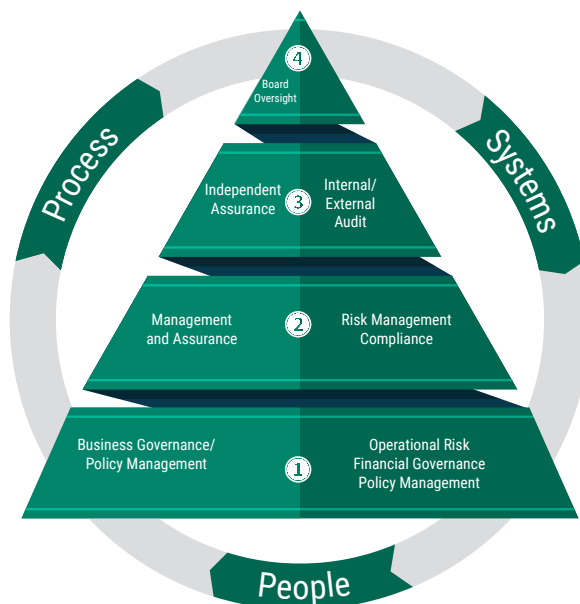 4
Board
Oversight
Process
Systems
Independent
Assurance
3
Internal/
External
Audit
Management
and Assurance
2
Risk Management
Compliance
Business Governance/
Policy Management
1
Operational Risk
Financial Governance
Policy Management
People